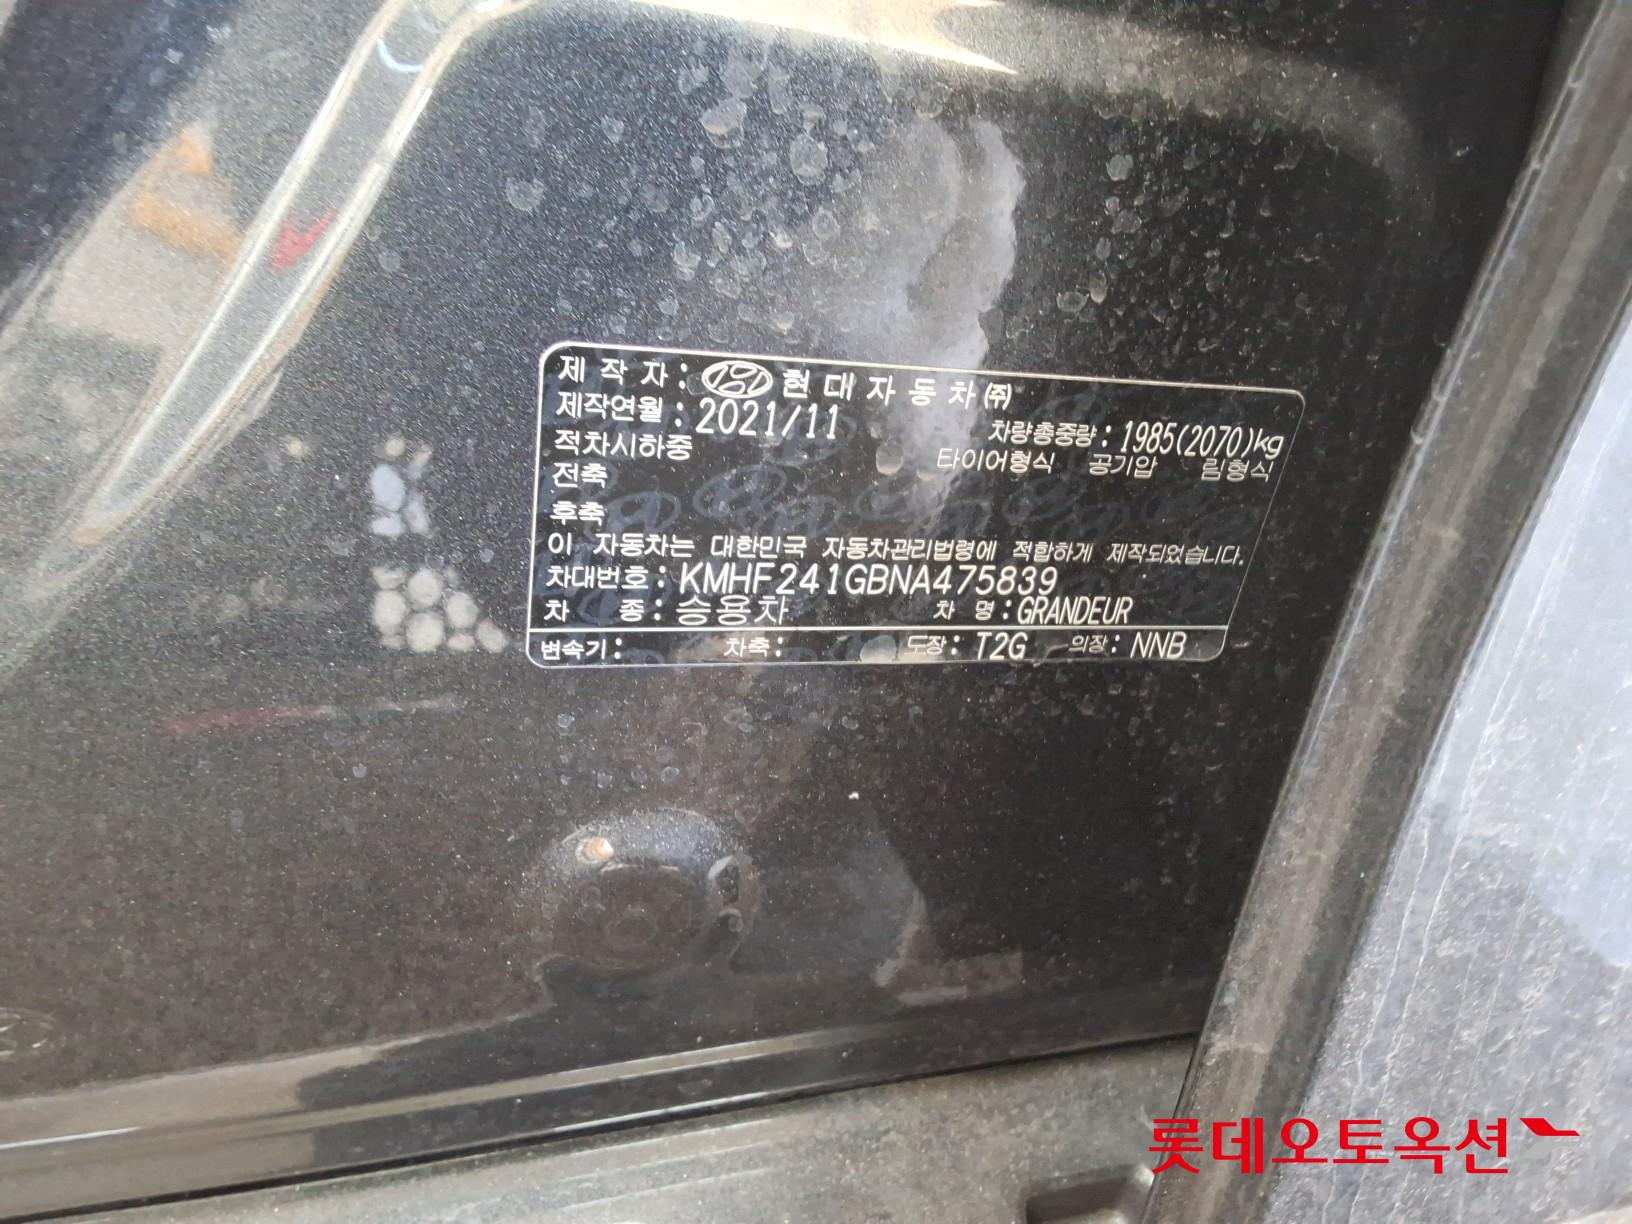 제 작 자 : 현 대 자 동 차 ㈜
제작연월 : 2021/11
차량총중량 : 1985(2070)kg
적차시하중
타이어형식 공기압 림형식
전축
후축
이 자동차는 대한민국 자동차관리법령에 적합하게 제작되었습니다.
차대번호 : KMHF241GBNA475839
차 종 : 승용차 차 명 : GRANDEUR
변속기 : 차축 : 도장 : T2G 의장 : NNB
롯데오토옥션